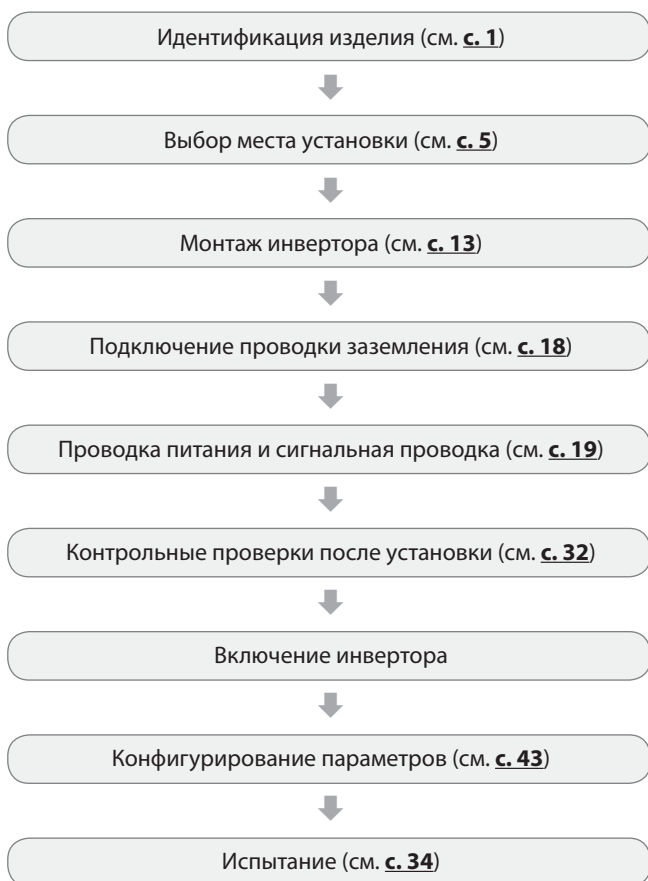 Идентификация изделия (см. с. 1)
Выбор места установки (см. с. 5)
Монтаж инвертора (см. с. 13)
Подключение проводки заземления (см. с. 18)
Проводка питания и сигнальная проводка (см. с. 19)
Контрольные проверки после установки (см. с. 32)
Включение инвертора
Конфигурирование параметров (см. с. 43)
Испытание (см. с. 34)